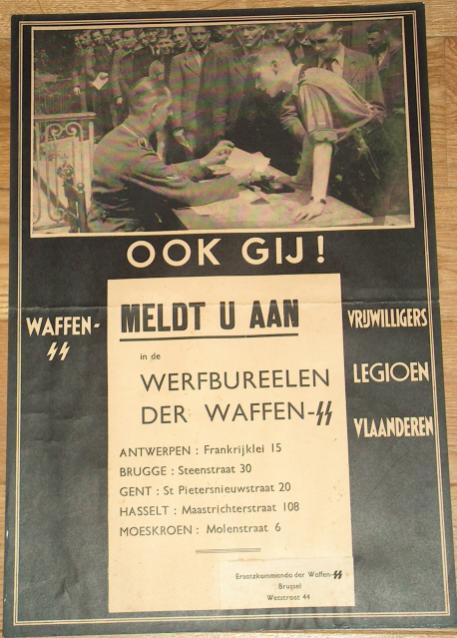 OOK GIJ!
WAFFEN-
ᛋᛋ
MELDT U AAN
in de
WERFBUREELEN
DER WAFFEN-ᛋᛋ
ANTWERPEN : Frankrijklei 15
BRUGGE : Steenstraat 30
GENT : St Pietersnieuwstraat 20
HASSELT : Maastrichterstraat 108
MOESKROEN : Molenstraat 6
Ersatzkommando der Waffen-ᛋᛋ
Brussel
Wetstraat 44
VRIJWILLIGERS
LEGIOEN
VLAANDEREN